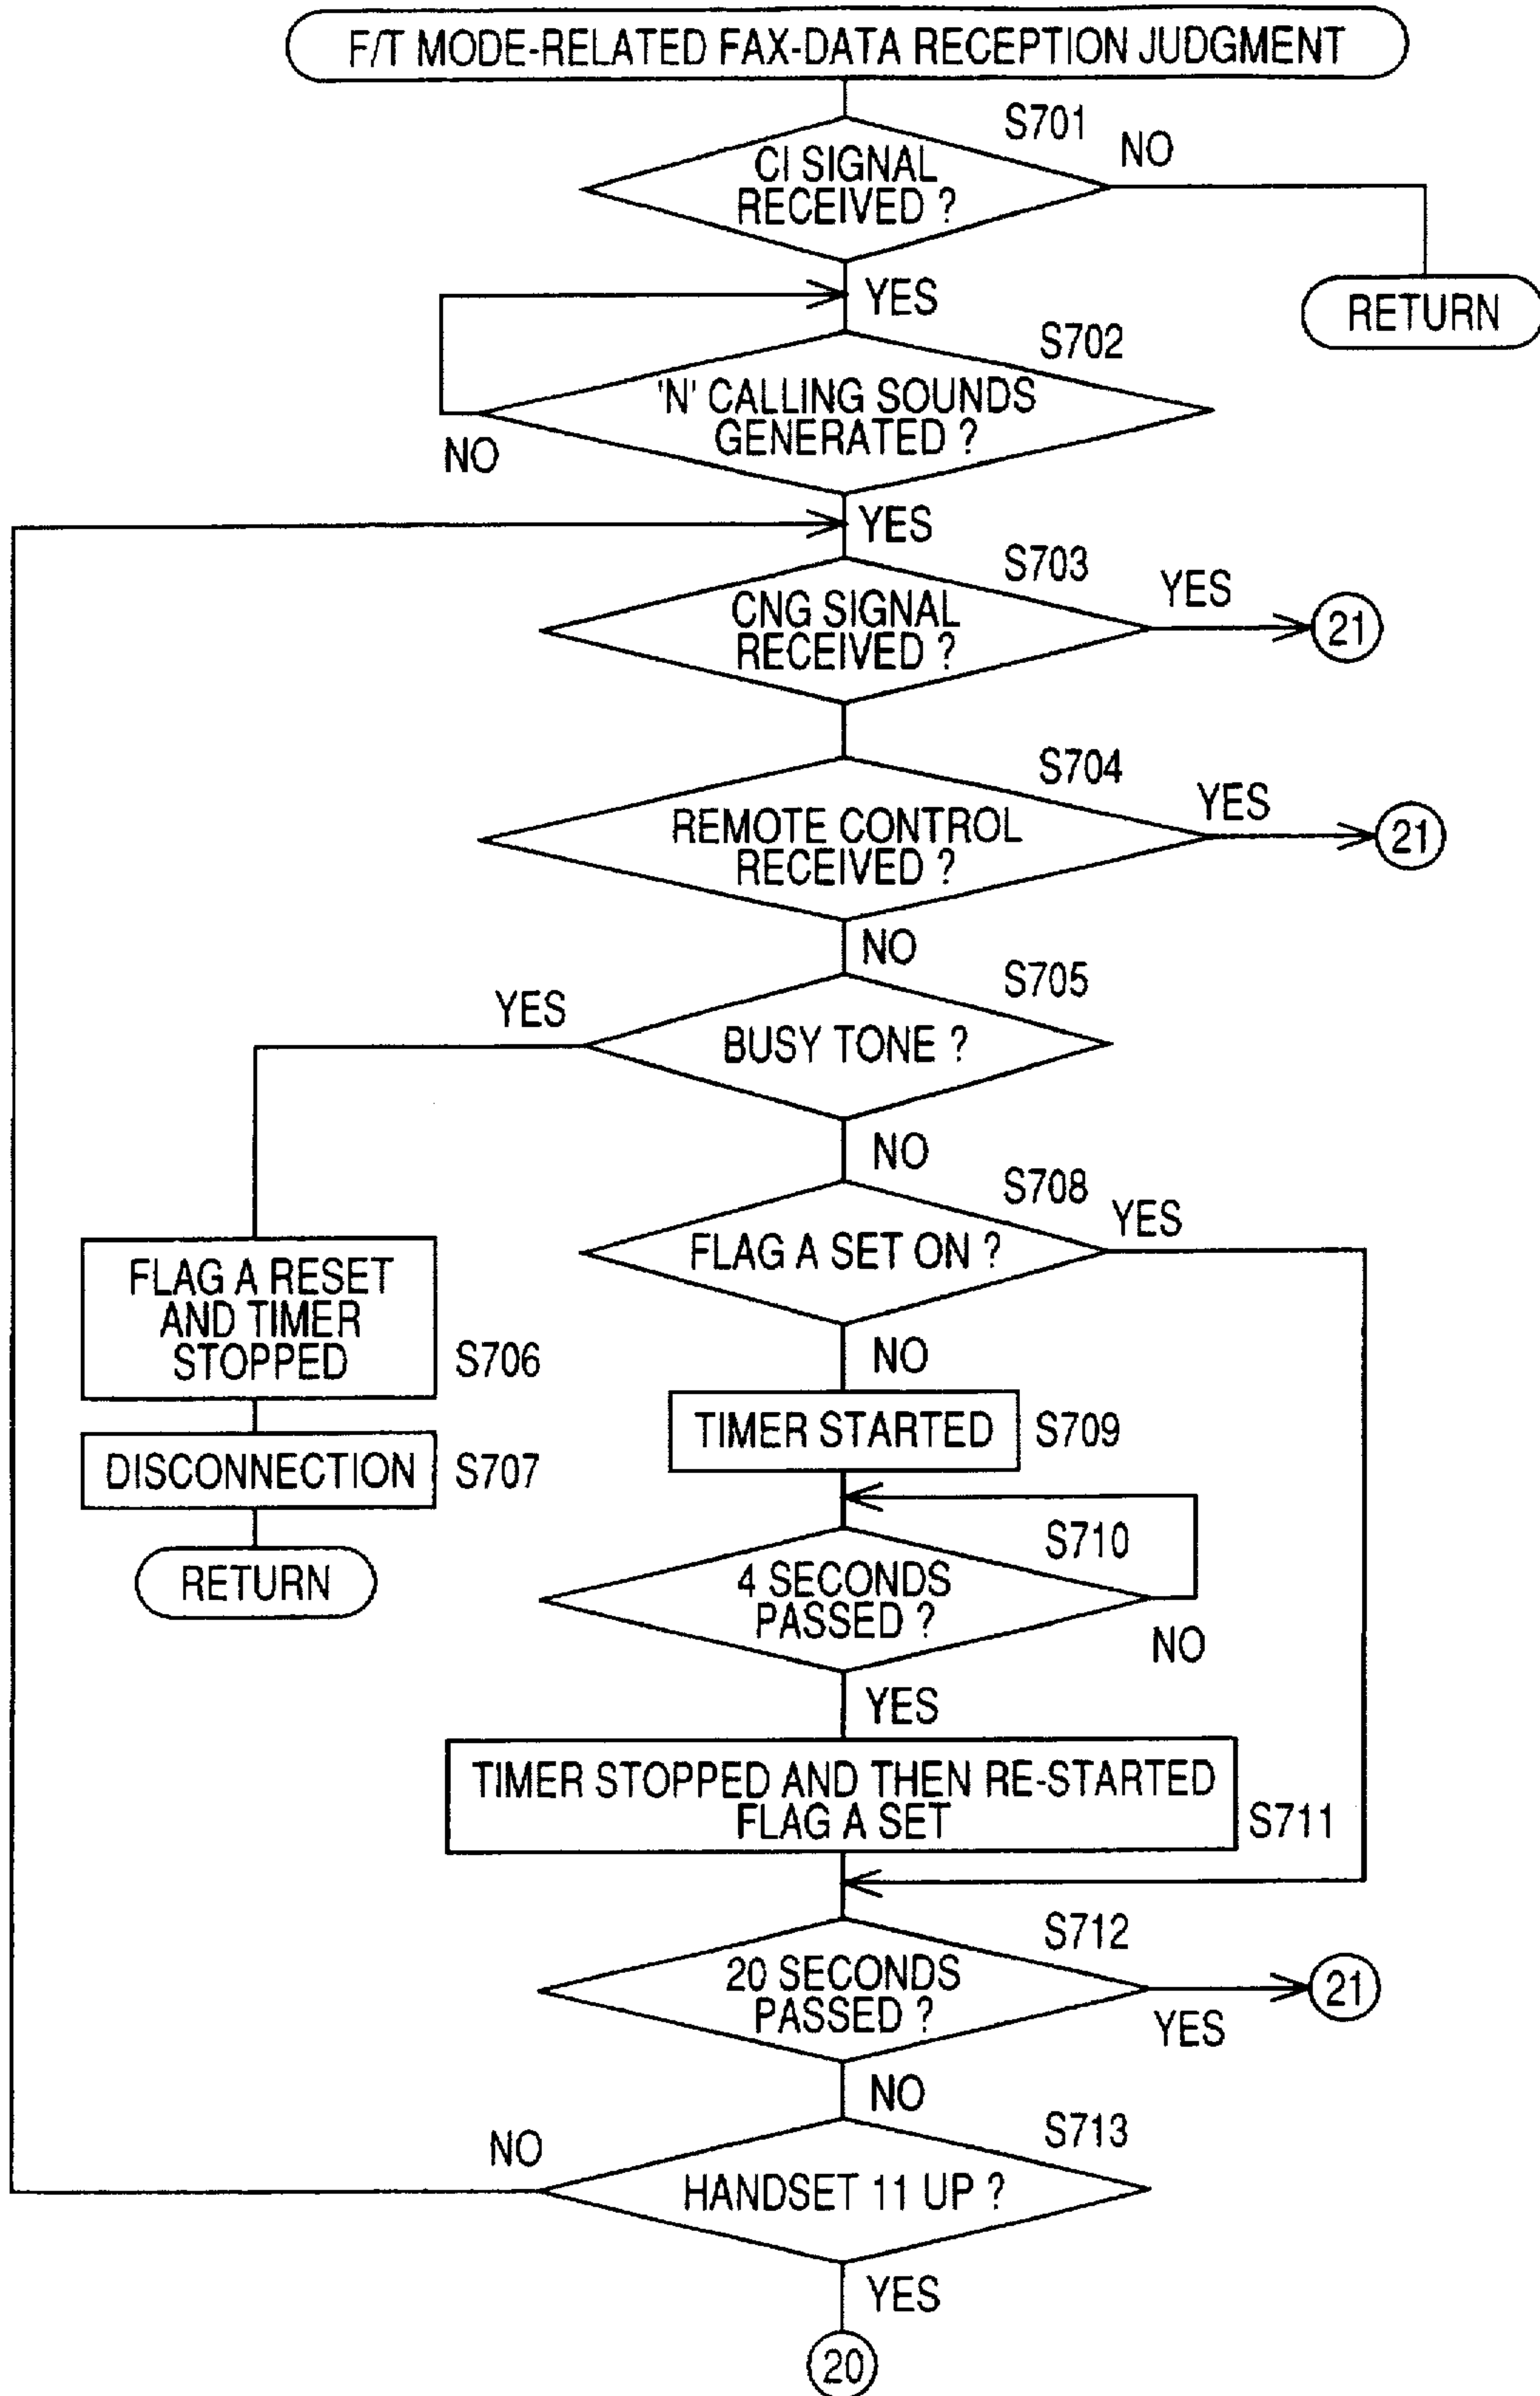 F/T MODE-RELATED FAX-DATA RECEPTION JUDGMENT
S701
CI SIGNAL
RECEIVED ?
NO
YES
RETURN
S702
'N' CALLING SOUNDS
GENERATED ?
NO
YES
S703
CNG SIGNAL
RECEIVED ?
YES
21
S704
REMOTE CONTROL
RECEIVED ?
YES
21
NO
S705
YES
BUSY TONE ?
NO
S708
FLAG A SET ON ?
YES
FLAG A RESET
AND TIMER
STOPPED
S706
NO
TIMER STARTED
S709
DISCONNECTION
S707
RETURN
S710
4 SECONDS
PASSED ?
NO
YES
TIMER STOPPED AND THEN RE-STARTED
FLAG A SET
S711
S712
20 SECONDS
PASSED ?
21
YES
NO
S713
NO
HANDSET 11 UP ?
YES
20